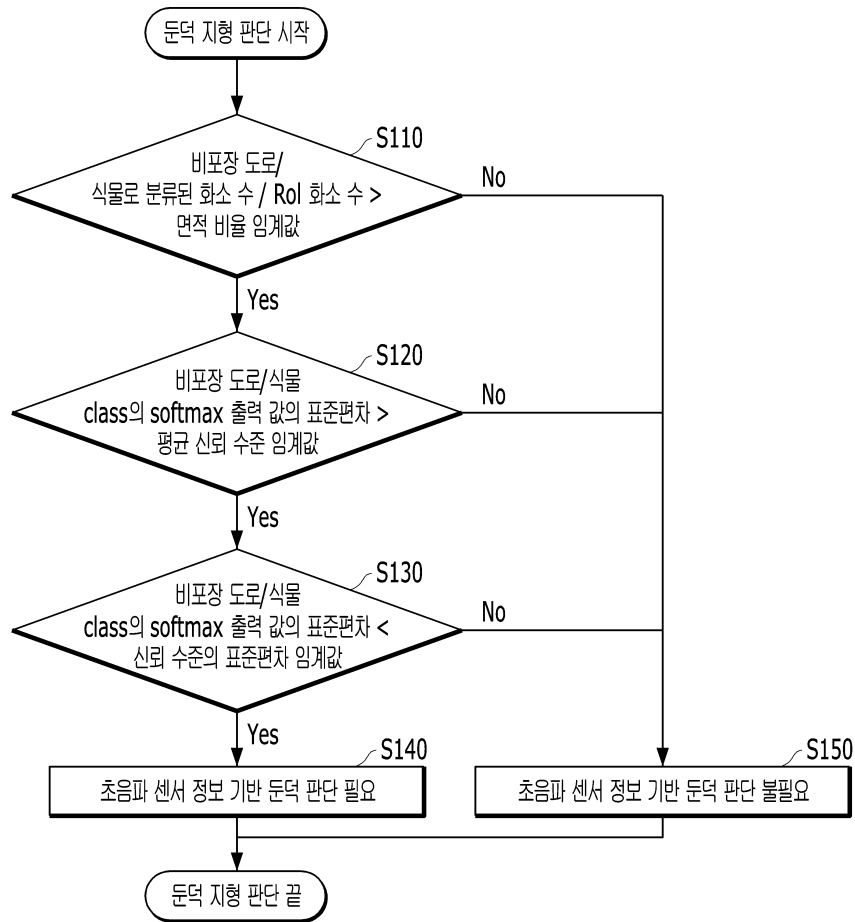 둔덕 지형 판단 시작
S110
비포장 도로/
식물로 분류된 화소 수 / RoI 화소 수 >
면적 비율 임계값
No
Yes
S120
비포장 도로/식물
class의 softmax 출력 값의 표준편차 >
평균 신뢰 수준 임계값
No
Yes
S130
비포장 도로/식물
class의 softmax 출력 값의 표준편차 <
신뢰 수준의 표준편차 임계값
No
Yes
S140
초음파 센서 정보 기반 둔덕 판단 필요
S150
초음파 센서 정보 기반 둔덕 판단 불필요
둔덕 지형 판단 끝